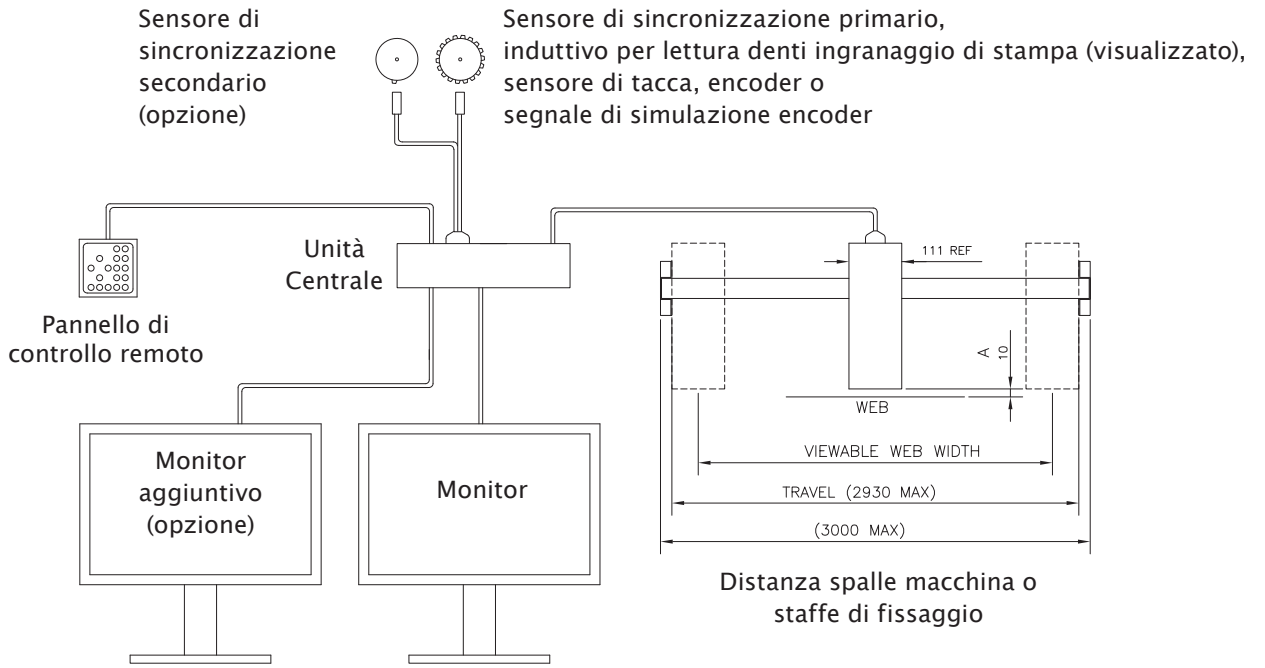 Sensore di
sincronizzazione
secondario
(opzione)
Sensore di sincronizzazione primario,
induttivo per lettura denti ingranaggio di stampa (visualizzato),
sensore di tacca, encoder o
segnale di simulazione encoder
Unità
Centrale
Pannello di
controllo remoto
Monitor
aggiuntivo
(opzione)
Monitor
111 REF
A
10
WEB
VIEWABLE WEB WIDTH
TRAVEL (2930 MAX)
(3000 MAX)
Distanza spalle macchina o
staffe di fissaggio